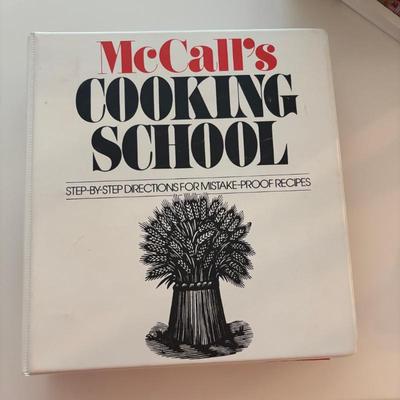 McCall's
COOKING
SCHOOL
STEP-BY-STEP DIRECTIONS FOR MISTAKE-PROOF RECIPES